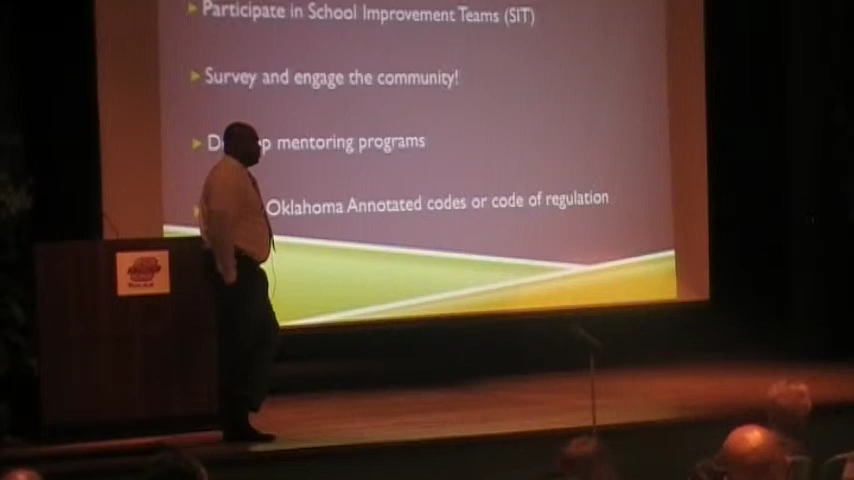 Participate in School Improvement Teams (SIT)
Survey and engage the community!
mentoring programs
Oklahoma Annotated codes or code of regulation